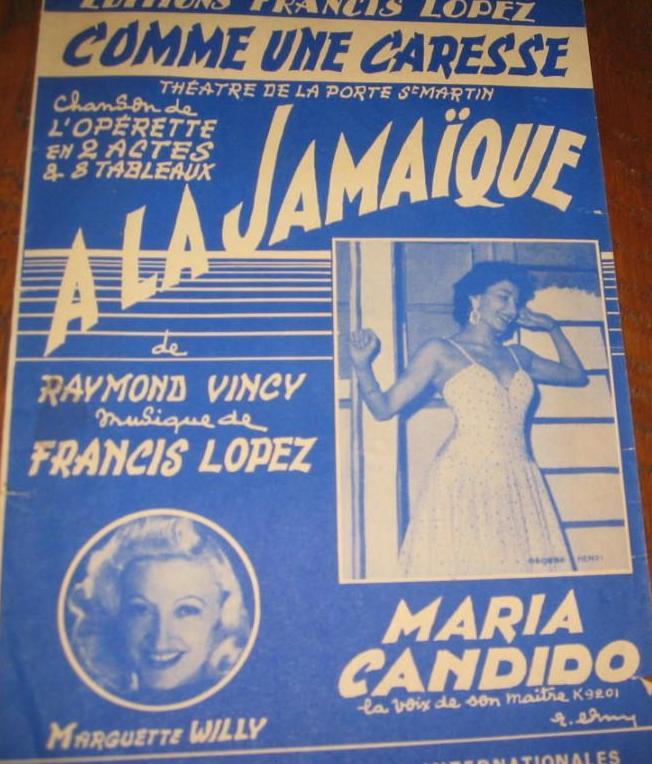 EDITIONS FRANCIS LOPEZ
COMME UNE CARESSE
THÉATRE DE LA PORTE St MARTIN
Chanson de
L'OPÉRETTE
EN 2 ACTES
& 8 TABLEAUX
A LA JAMAÏQUE
de
RAYMOND VINCY
musique de
FRANCIS LOPEZ
MARIA
CANDIDO
la voix de son maitre K9201
MARGUETTE WILLY
INTERNATIONALES